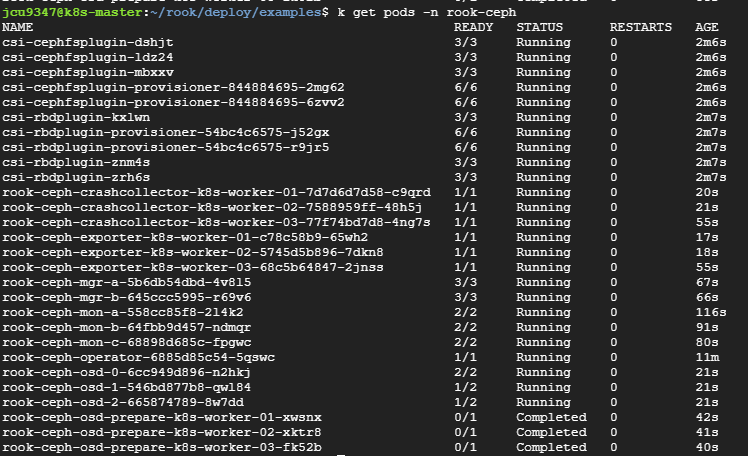 jcu9347@k8s-master:~/rook/deploy/examples$ k get pods -n rook-ceph
NAME READY STATUS RESTARTS AGE
csi-cephfsplugin-dshjt 3/3 Running 0 2m6s
csi-cephfsplugin-ldz24 3/3 Running 0 2m6s
csi-cephfsplugin-mbxxv 3/3 Running 0 2m6s
csi-cephfsplugin-provisioner-844884695-2mg62 6/6 Running 0 2m6s
csi-cephfsplugin-provisioner-844884695-6zvv2 6/6 Running 0 2m6s
csi-rbdplugin-kxlwn 3/3 Running 0 2m7s
csi-rbdplugin-provisioner-54bc4c6575-j52gx 6/6 Running 0 2m7s
csi-rbdplugin-provisioner-54bc4c6575-r9jr5 6/6 Running 0 2m7s
csi-rbdplugin-znm4s 3/3 Running 0 2m7s
csi-rbdplugin-zrh6s 3/3 Running 0 2m7s
rook-ceph-crashcollector-k8s-worker-01-7d7d6d7d58-c9qrd 1/1 Running 0 20s
rook-ceph-crashcollector-k8s-worker-02-7588959ff-48h5j 1/1 Running 0 21s
rook-ceph-crashcollector-k8s-worker-03-77f74bd7d8-4ng7s 1/1 Running 0 55s
rook-ceph-exporter-k8s-worker-01-c78c58b9-65wh2 1/1 Running 0 17s
rook-ceph-exporter-k8s-worker-02-5745d5b896-7dkn8 1/1 Running 0 18s
rook-ceph-exporter-k8s-worker-03-68c5b64847-2jnss 1/1 Running 0 55s
rook-ceph-mgr-a-5b6db54dbd-4v8l5 3/3 Running 0 67s
rook-ceph-mgr-b-645ccc5995-r69v6 3/3 Running 0 66s
rook-ceph-mon-a-558cc85f8-2l4k2 2/2 Running 0 116s
rook-ceph-mon-b-64fbb9d457-ndmqr 2/2 Running 0 91s
rook-ceph-mon-c-68898d685c-fpgwc 2/2 Running 0 80s
rook-ceph-operator-6885d85c54-5qswc 1/1 Running 0 11m
rook-ceph-osd-0-6cc949d896-n2hkj 2/2 Running 0 21s
rook-ceph-osd-1-546bd877b8-qwl84 1/2 Running 0 21s
rook-ceph-osd-2-665874789-8w7dd 1/2 Running 0 21s
rook-ceph-osd-prepare-k8s-worker-01-xwsnx 0/1 Completed 0 42s
rook-ceph-osd-prepare-k8s-worker-02-xktr8 0/1 Completed 0 41s
rook-ceph-osd-prepare-k8s-worker-03-fk52b 0/1 Completed 0 40s